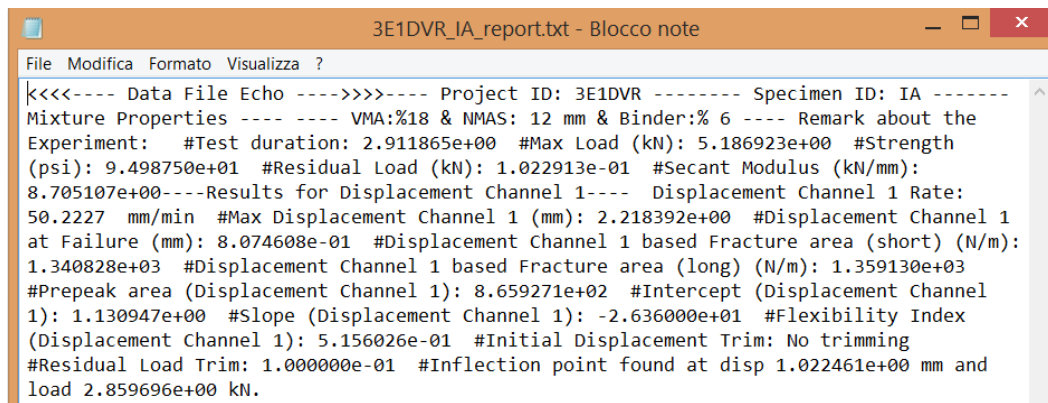 3E1DVR_IA_report.txt - Blocco note
File Modifica Formato Visualizza ?
<<<<---- Data File Echo ---->>>>---- Project ID: 3E1DVR -------- Specimen ID: IA -------
Mixture Properties ---- ---- VMA:%18 & NMAS: 12 mm & Binder:% 6 ---- Remark about the
Experiment:   #Test duration: 2.911865e+00  #Max Load (kN): 5.186923e+00  #Strength
(psi): 9.498750e+01  #Residual Load (kN): 1.022913e-01  #Secant Modulus (kN/mm):
8.705107e+00----Results for Displacement Channel 1----  Displacement Channel 1 Rate:
50.2227  mm/min  #Max Displacement Channel 1 (mm): 2.218392e+00  #Displacement Channel 1
at Failure (mm): 8.074608e-01  #Displacement Channel 1 based Fracture area (short) (N/m):
1.340828e+03  #Displacement Channel 1 based Fracture area (long) (N/m): 1.359130e+03
#Prepeak area (Displacement Channel 1): 8.659271e+02  #Intercept (Displacement Channel
1): 1.130947e+00  #Slope (Displacement Channel 1): -2.636000e+01  #Flexibility Index
(Displacement Channel 1): 5.156026e-01  #Initial Displacement Trim: No trimming
#Residual Load Trim: 1.000000e-01  #Inflection point found at disp 1.022461e+00 mm and
load 2.859696e+00 kN.